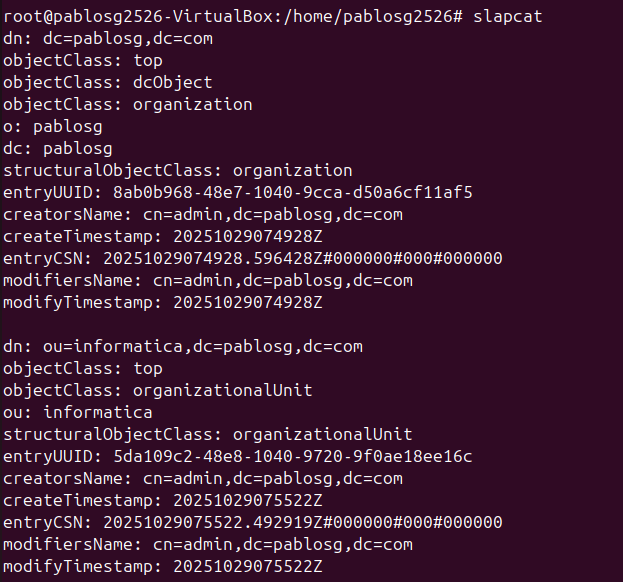 root@pablosg2526-VirtualBox:/home/pablosg2526# slapcat
dn: dc=pablosg,dc=com
objectClass: top
objectClass: dcObject
objectClass: organization
o: pablosg
dc: pablosg
structuralObjectClass: organization
entryUUID: 8ab0b968-48e7-1040-9cca-d50a6cf11af5
creatorsName: cn=admin,dc=pablosg,dc=com
createTimestamp: 20251029074928Z
entryCSN: 20251029074928.596428Z#000000#000#000000
modifiersName: cn=admin,dc=pablosg,dc=com
modifyTimestamp: 20251029074928Z

dn: ou=informatica,dc=pablosg,dc=com
objectClass: top
objectClass: organizationalUnit
ou: informatica
structuralObjectClass: organizationalUnit
entryUUID: 5da109c2-48e8-1040-9720-9f0ae18ee16c
creatorsName: cn=admin,dc=pablosg,dc=com
createTimestamp: 20251029075522Z
entryCSN: 20251029075522.492919Z#000000#000#000000
modifiersName: cn=admin,dc=pablosg,dc=com
modifyTimestamp: 20251029075522Z